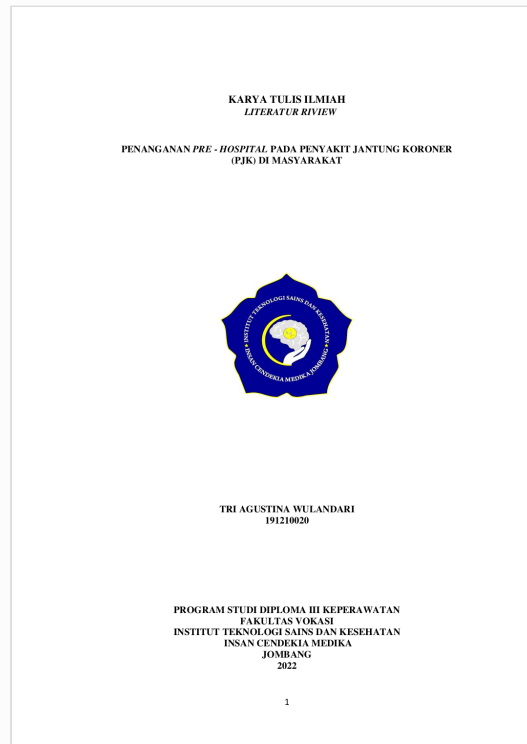 KARYA TULIS ILMIAH
LITERATUR RIVIEW
PENANGANAN PRE - HOSPITAL PADA PENYAKIT JANTUNG KORONER
(PJK) DI MASYARAKAT
INSTITUT TEKNOLOGI SAINS DAN KESEHATAN
INSAN CENDEKIA MEDIKA JOMBANG
TRI AGUSTINA WULANDARI
191210020
PROGRAM STUDI DIPLOMA III KEPERAWATAN
FAKULTAS VOKASI
INSTITUT TEKNOLOGI SAINS DAN KESEHATAN
INSAN CENDEKIA MEDIKA
JOMBANG
2022
1